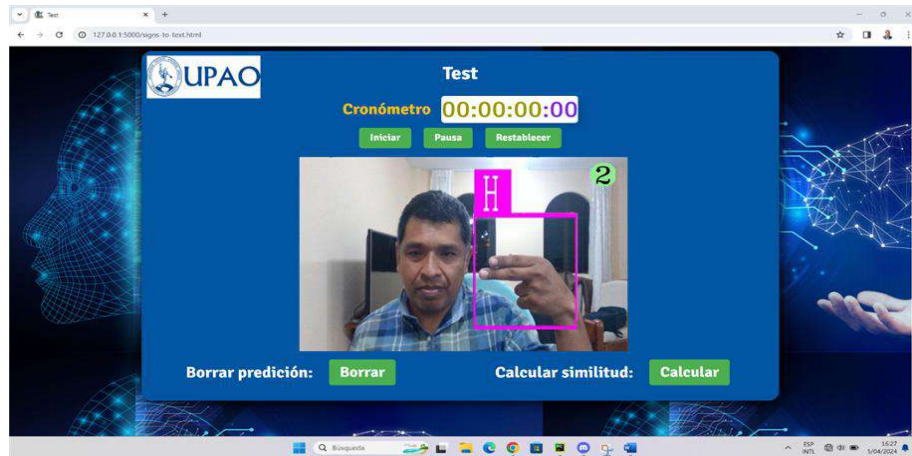 Test
127.0.0.1:5000/signs-to-text.html
UPAO
Test
Cronómetro 00:00:00:00
Iniciar Pausa Restablecer
H 2
Borrar predición: Borrar Calcular similitud: Calcular
Búsqueda
ESP
INTL
16:27
5/04/2024